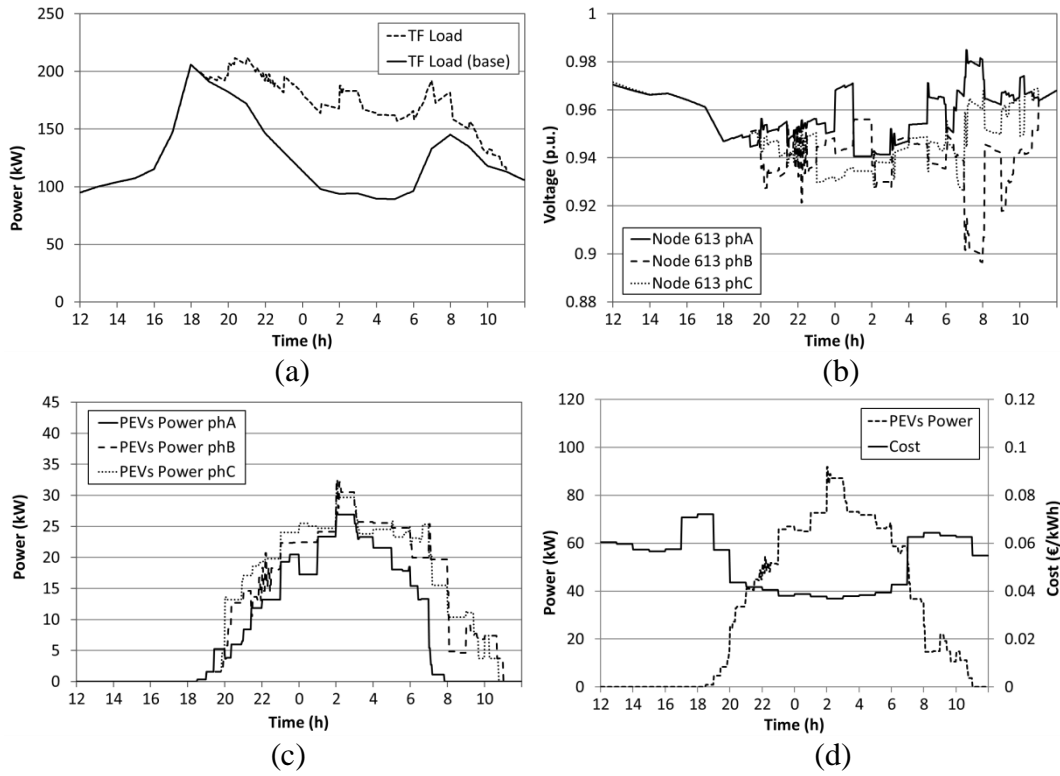 250
200
150
100
50
0
Power (kW)
TF Load
TF Load (base)
12 14 16 18 20 22 0 2 4 6 8 10
Time (h)
(a)
1
0.98
0.96
0.94
0.92
0.9
0.88
Voltage (p.u.)
Node 613 phA
Node 613 phB
Node 613 phC
12 14 16 18 20 22 0 2 4 6 8 10
Time (h)
(b)
45
40
35
30
25
20
15
10
5
0
Power (kW)
PEVs Power phA
PEVs Power phB
PEVs Power phC
12 14 16 18 20 22 0 2 4 6 8 10
Time (h)
(c)
120
100
80
60
40
20
0
Power (kW)
PEVs Power
Cost
0.12
0.1
0.08
0.06
0.04
0.02
0
Cost (€/kWh)
12 14 16 18 20 22 0 2 4 6 8 10
Time (h)
(d)